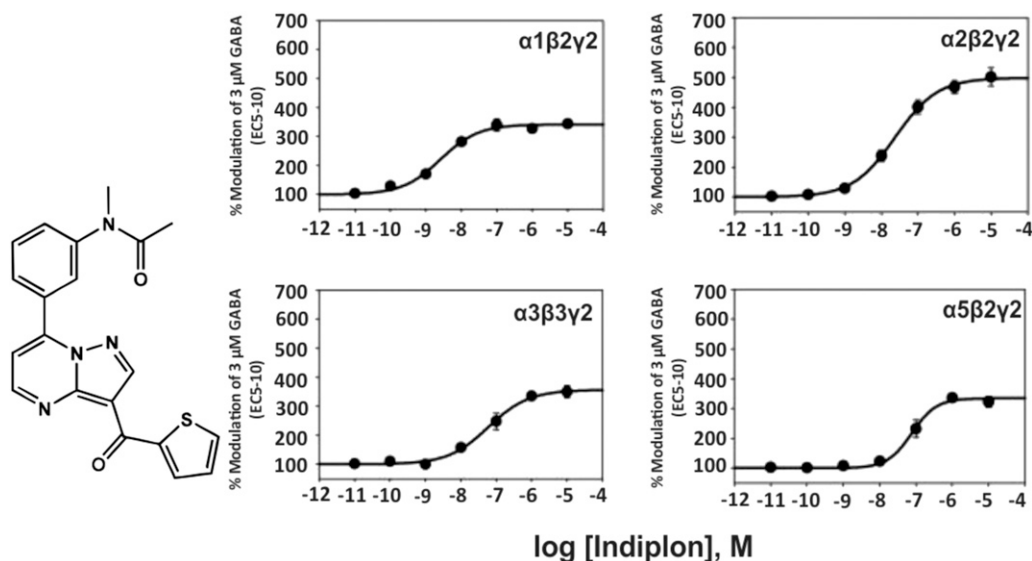 N
O
N
N
N
O
S
% Modulation of 3 µM GABA
(EC5-10)
700
600
500
400
300
200
100
α1β2γ2
-12 -11 -10 -9 -8 -7 -6 -5 -4
% Modulation of 3 µM GABA
(EC5-10)
700
600
500
400
300
200
100
α2β2γ2
-12 -11 -10 -9 -8 -7 -6 -5 -4
% Modulation of 3 µM GABA
(EC5-10)
700
600
500
400
300
200
100
α3β3γ2
-12 -11 -10 -9 -8 -7 -6 -5 -4
% Modulation of 3 µM GABA
(EC5-10)
700
600
500
400
300
200
100
α5β2γ2
-12 -11 -10 -9 -8 -7 -6 -5 -4
log [Indiplon], M